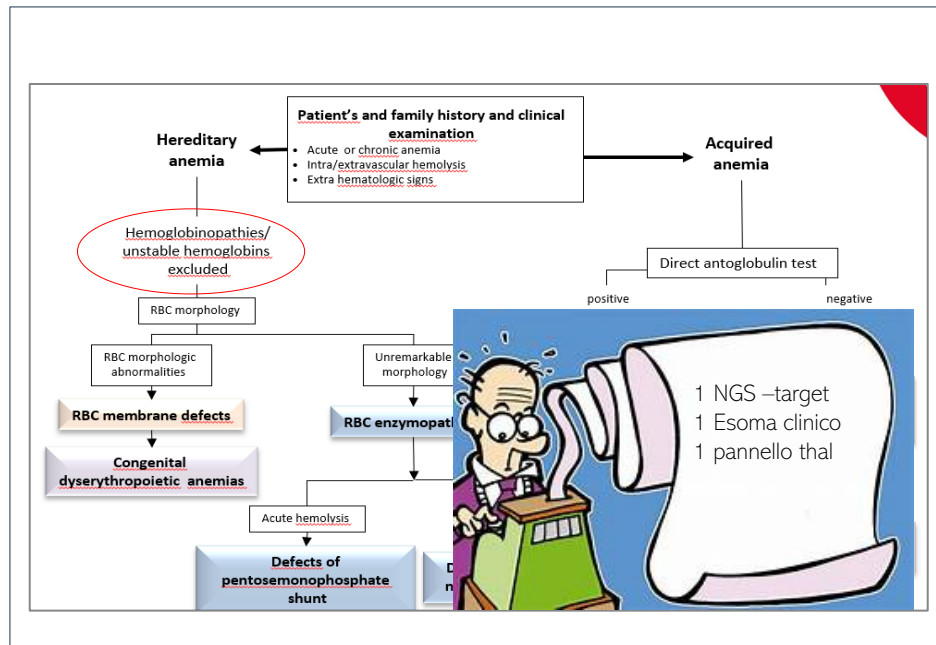 Patient's and family history and clinical
examination
• Acute or chronic anemia
• Intra/extravascular hemolysis
• Extra hematologic signs
Hereditary
anemia
Acquired
anemia
Hemoglobinopathies/
unstable hemoglobins
excluded
Direct antoglobulin test
positive
negative
RBC morphology
RBC morphologic
abnormalities
Unremarkable
morphology
RBC membrane defects
RBC enzymopat
Congenital
dyserythropoietic anemias
Acute hemolysis
Defects of
pentosemonophosphate
shunt
D
n
1 NGS –target
1 Esoma clinico
1 pannello thal